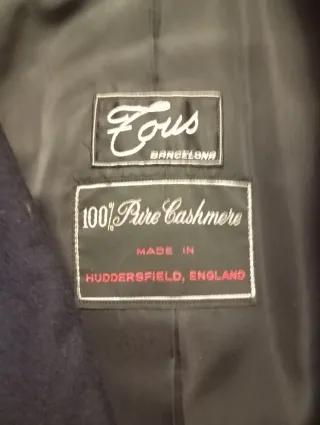 Tous
BARCELONA
100% Pure Cashmere
MADE IN
HUDDERSFIELD, ENGLAND